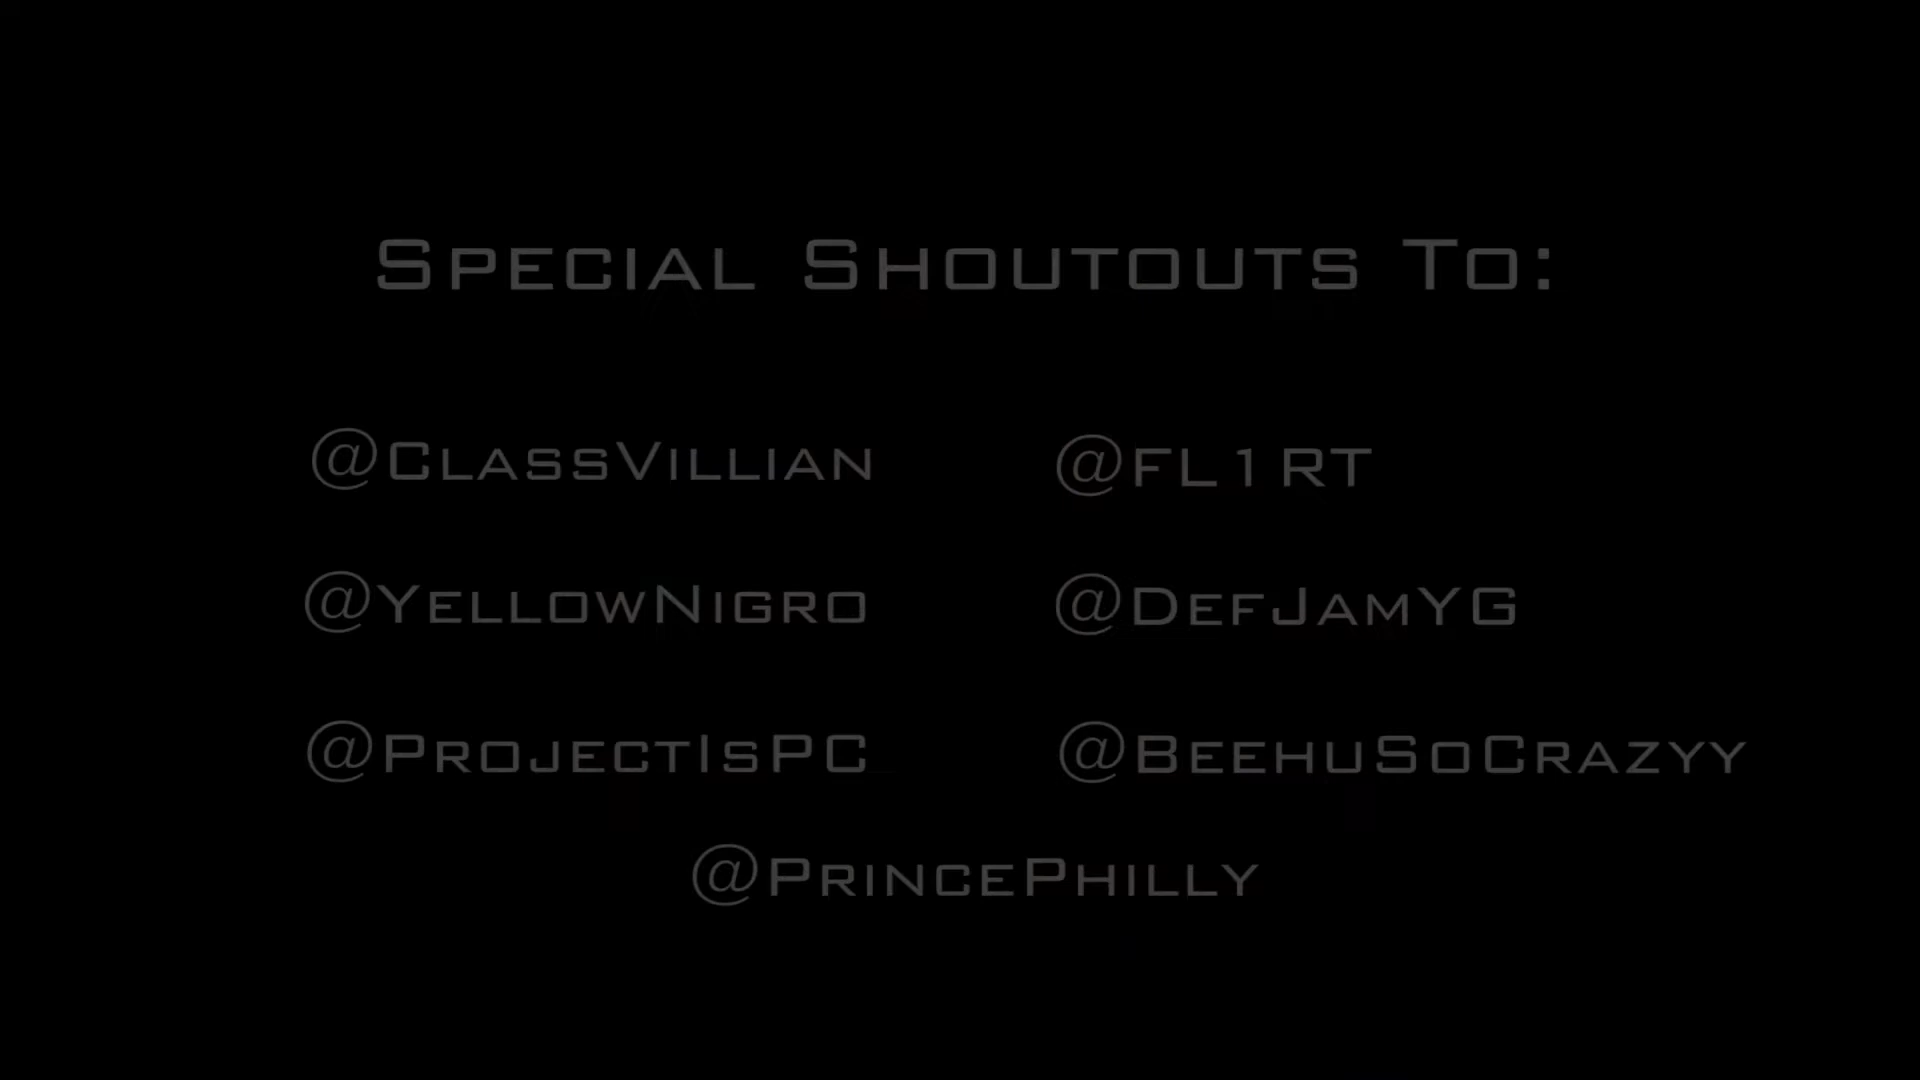 Special Shoutouts To:
@ClassVillian @FL1RT
@YellowNigro @DefJamYG
@ProjectIsPC @BeehuSoCrazyy
@PrincePhilly